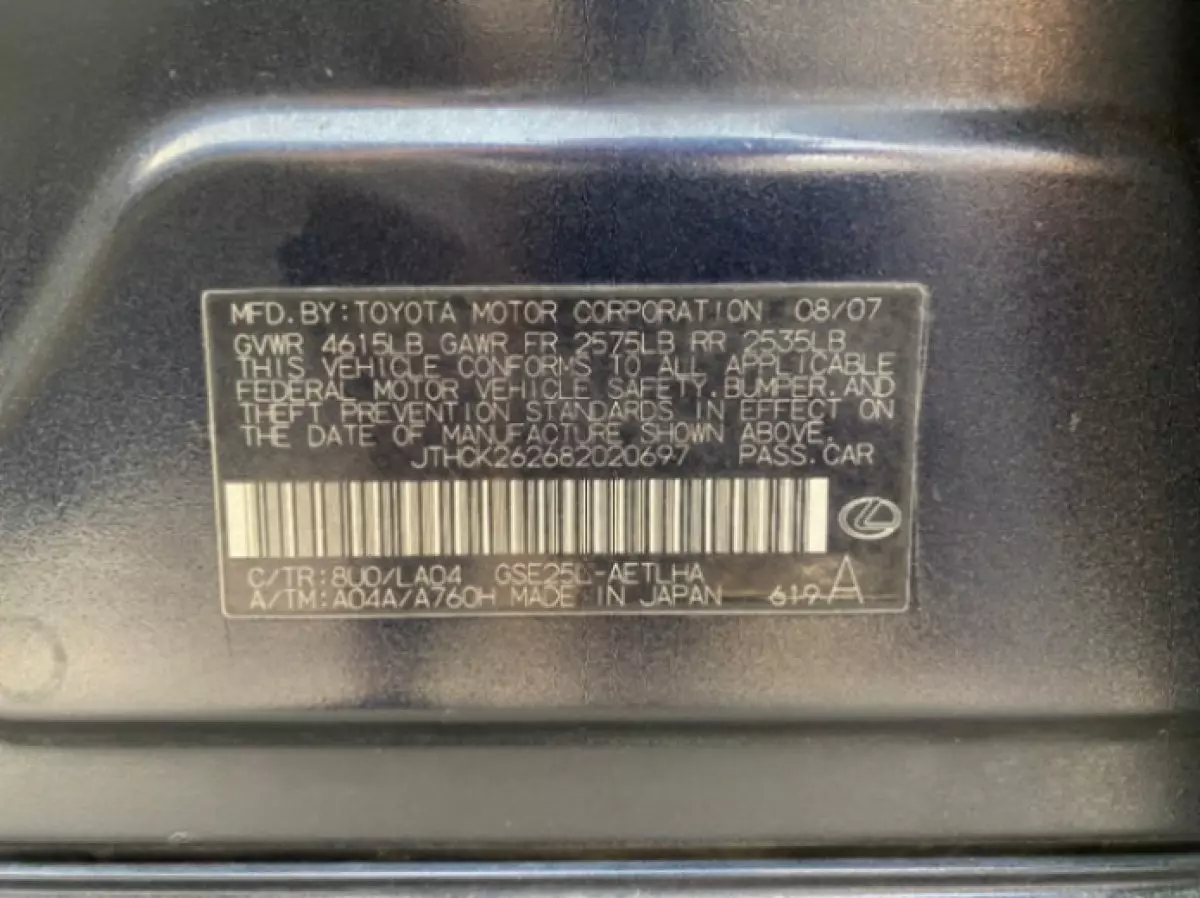 MFD. BY: TOYOTA MOTOR CORPORATION 08/07
GVWR 4615LB GAWR FR 2575LB RR 2535LB
THIS VEHICLE CONFORMS TO ALL APPLICABLE
FEDERAL MOTOR VEHICLE SAFETY, BUMPER, AND
THEFT PREVENTION STANDARDS IN EFFECT ON
THE DATE OF MANUFACTURE SHOWN ABOVE.
JTHCK262682020697 PASS. CAR
C/TR: 8U0/LA04 GSE25L-AETLHA
A/TM: A04A/A760H MADE IN JAPAN 619 A